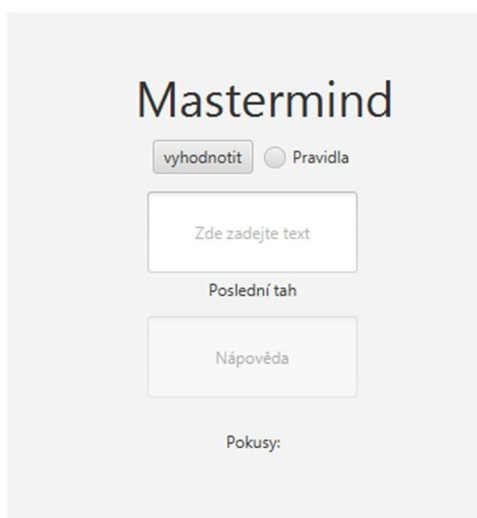 Mastermind
vyhodnotit Pravidla
Zde zadejte text
Poslední tah
Nápověda
Pokusy: